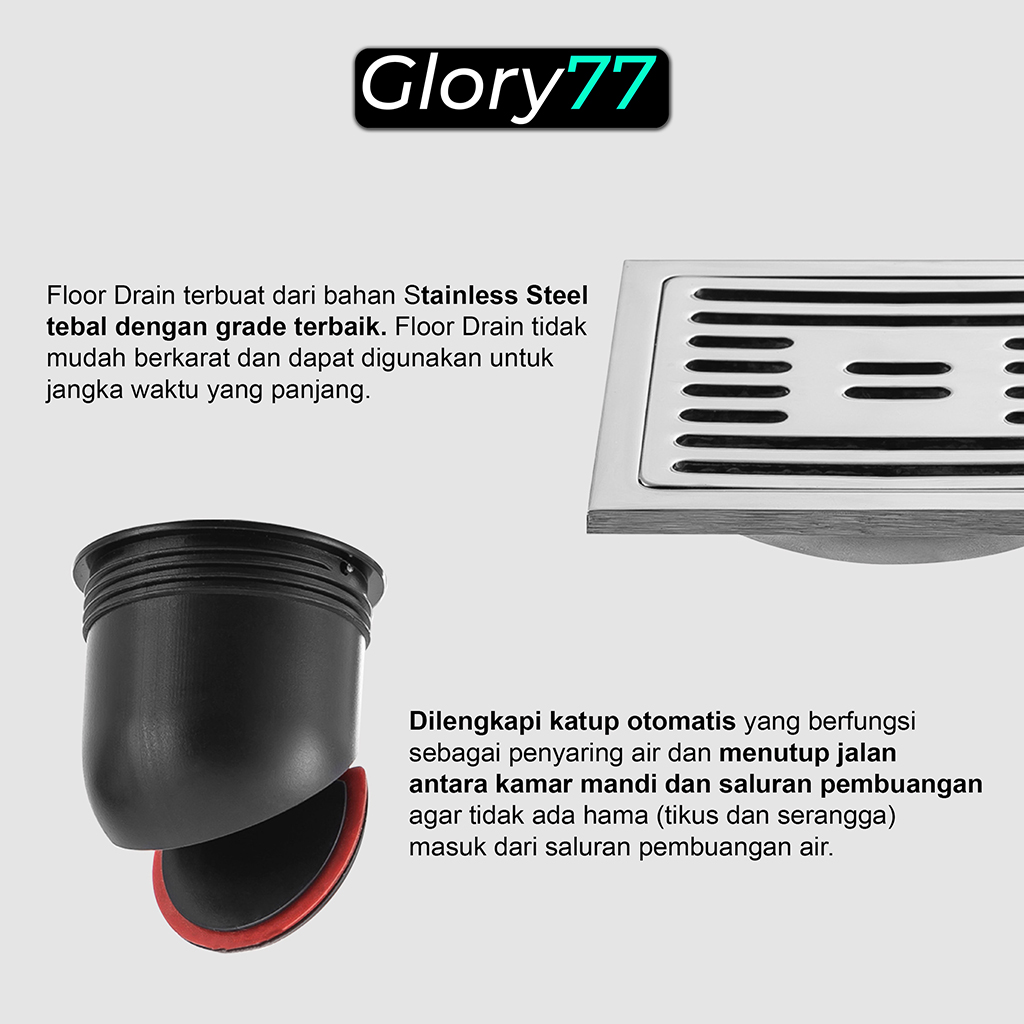 Glory77
Floor Drain terbuat dari bahan Stainless Steel
tebal dengan grade terbaik. Floor Drain tidak
mudah berkarat dan dapat digunakan untuk
jangka waktu yang panjang.
Dilengkapi katup otomatis yang berfungsi
sebagai penyaring air dan menutup jalan
antara kamar mandi dan saluran pembuangan
agar tidak ada hama (tikus dan serangga)
masuk dari saluran pembuangan air.